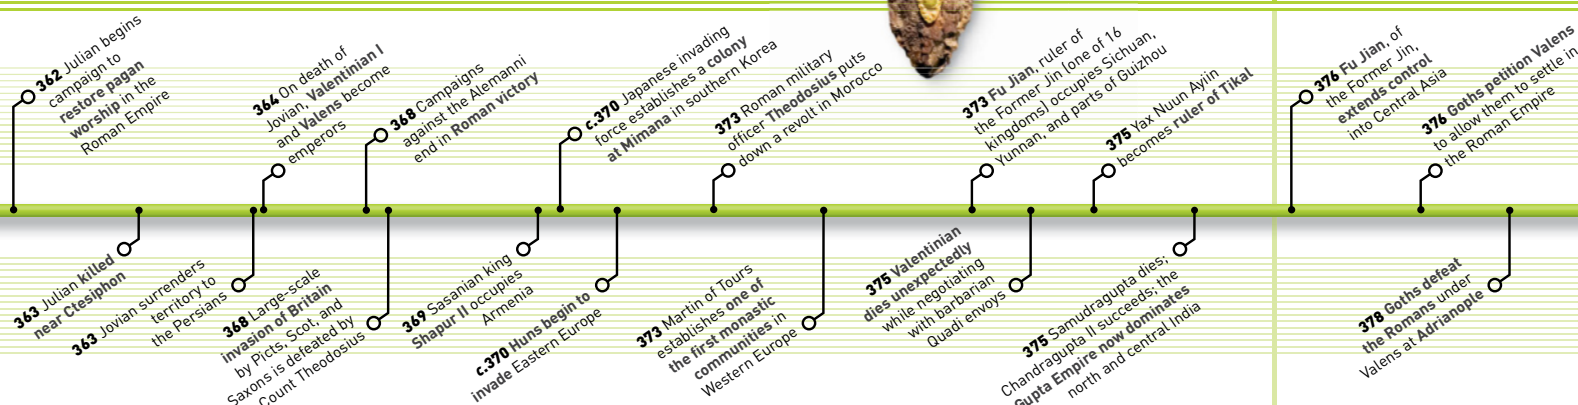 362 Julian begins
campaign to
restore pagan
worship in the
Roman Empire
364 On death of
Jovian, Valentinian I
and Valens become
emperors
368 Campaigns
against the Alemanni
end in Roman victory
c.370 Japanese invading
force establishes a colony
at Mimana in southern Korea
373 Roman military
officer Theodosius puts
down a revolt in Morocco
373 Fu Jian, ruler of
the Former Jin (one of 16
kingdoms) occupies Sichuan,
Yunnan, and parts of Guizhou
375 Yax Nuun Ayiin
becomes ruler of Tikal
376 Fu Jian, of
the Former Jin,
extends control
into Central Asia
376 Goths petition Valens
to allow them to settle in
the Roman Empire
363 Julian killed
near Ctesiphon
363 Jovian surrenders
territory to
the Persians
368 Large-scale
invasion of Britain
by Picts, Scot, and
Saxons is defeated by
Count Theodosius
369 Sasanian king
Shapur II occupies
Armenia
c.370 Huns begin to
invade Eastern Europe
373 Martin of Tours
establishes one of
the first monastic
communities in
Western Europe
375 Valentinian
dies unexpectedly
while negotiating
with barbarian
Quadi envoys
375 Samudragupta dies;
Chandragupta II succeeds; the
Gupta Empire now dominates
north and central India
378 Goths defeat
the Romans under
Valens at Adrianople